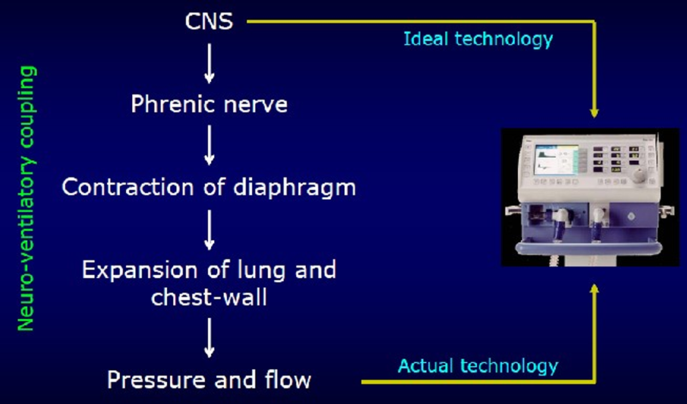 CNS
Ideal technology
Phrenic nerve
Neuro-ventilatory coupling
Contraction of diaphragm
Expansion of lung and
chest-wall
Pressure and flow
Actual technology